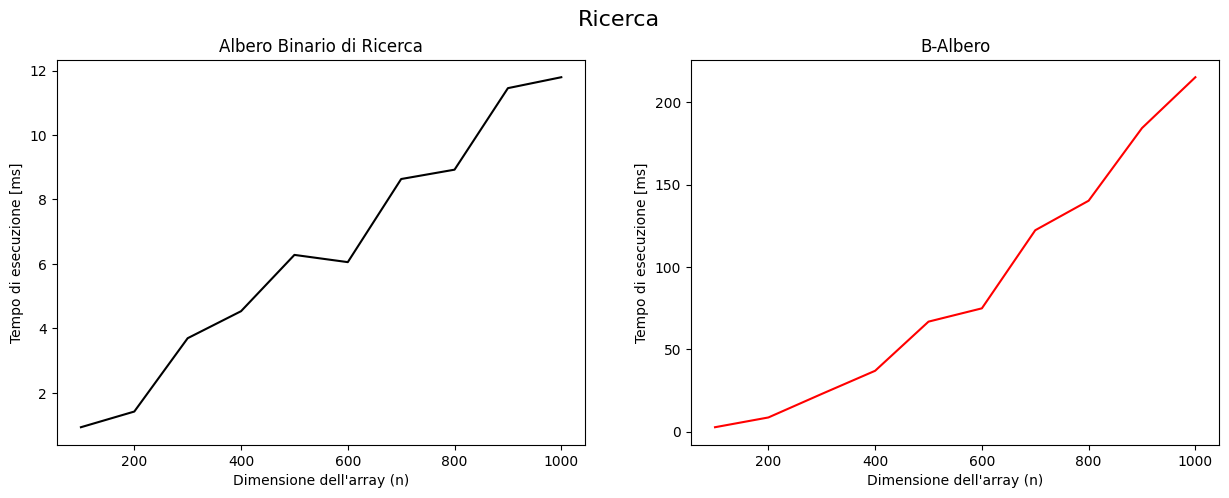 Ricerca
Albero Binario di Ricerca
Tempo di esecuzione [ms]
12
10
8
6
4
2
200 400 600 800 1000
Dimensione dell'array (n)
B-Albero
Tempo di esecuzione [ms]
200
150
100
50
0
200 400 600 800 1000
Dimensione dell'array (n)